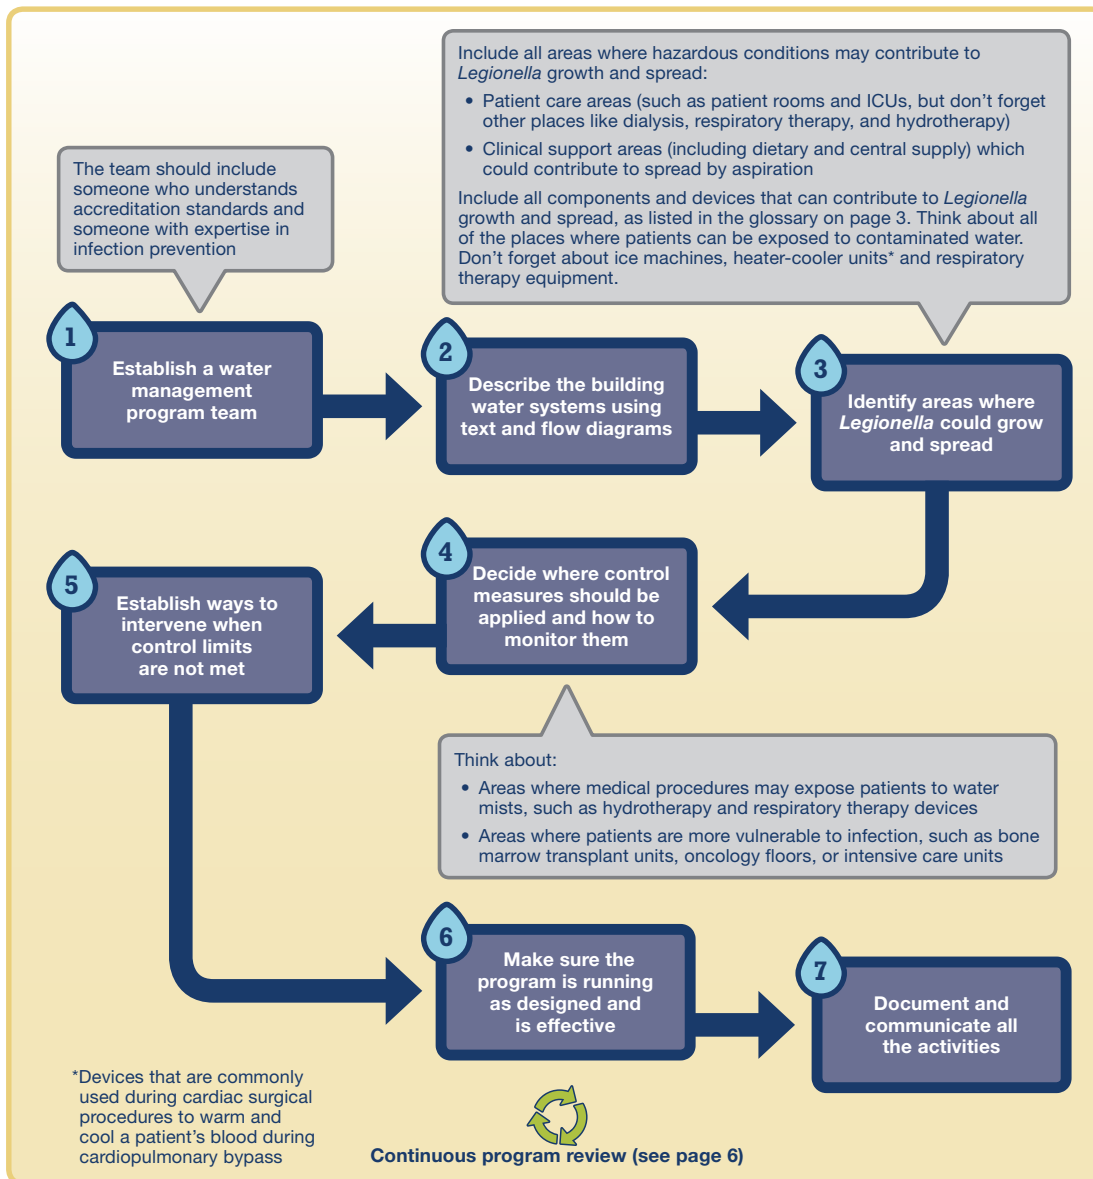 Include all areas where hazardous conditions may contribute to
Legionella growth and spread:
• Patient care areas (such as patient rooms and ICUs, but don’t forget
other places like dialysis, respiratory therapy, and hydrotherapy)
• Clinical support areas (including dietary and central supply) which
could contribute to spread by aspiration
Include all components and devices that can contribute to Legionella
growth and spread, as listed in the glossary on page 3. Think about all
of the places where patients can be exposed to contaminated water.
Don’t forget about ice machines, heater-cooler units* and respiratory
therapy equipment.
The team should include
someone who understands
accreditation standards and
someone with expertise in
infection prevention
1
Establish a water
management
program team
2
Describe the building
water systems using
text and flow diagrams
3
Identify areas where
Legionella could grow
and spread
4
Decide where control
measures should be
applied and how to
monitor them
5
Establish ways to
intervene when
control limits
are not met
Think about:
• Areas where medical procedures may expose patients to water
mists, such as hydrotherapy and respiratory therapy devices
• Areas where patients are more vulnerable to infection, such as bone
marrow transplant units, oncology floors, or intensive care units
6
Make sure the
program is running
as designed and
is effective
7
Document and
communicate all
the activities
*Devices that are commonly
used during cardiac surgical
procedures to warm and
cool a patient’s blood during
cardiopulmonary bypass
Continuous program review (see page 6)